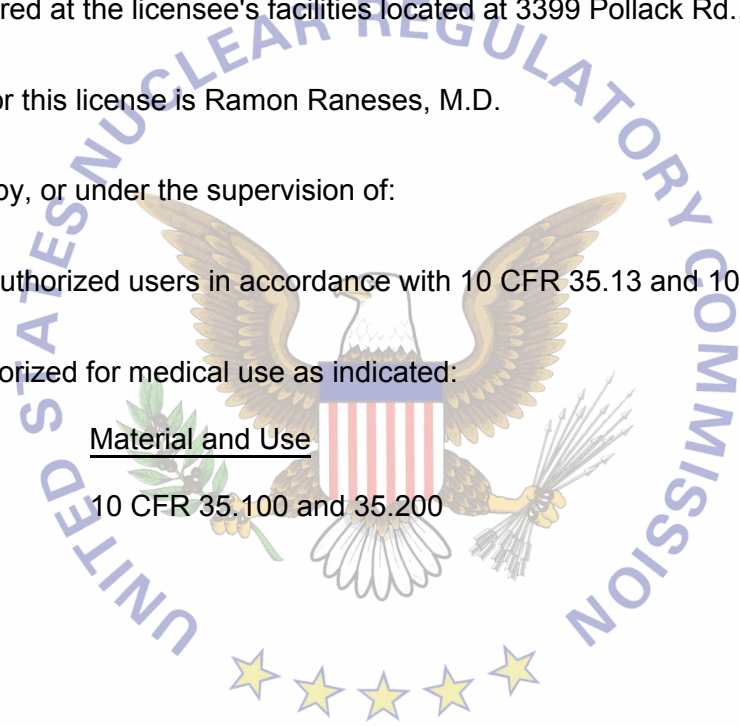 red at the licensee's facilities located at 3399 Pollack Rd.,
or this license is Ramon Raneses, M.D.
by, or under the supervision of:
uthorized users in accordance with 10 CFR 35.13 and 10
orized for medical use as indicated:
Material and Use
10 CFR 35.100 and 35.200
UNITED STATES NUCLEAR REGULATORY COMMISSION